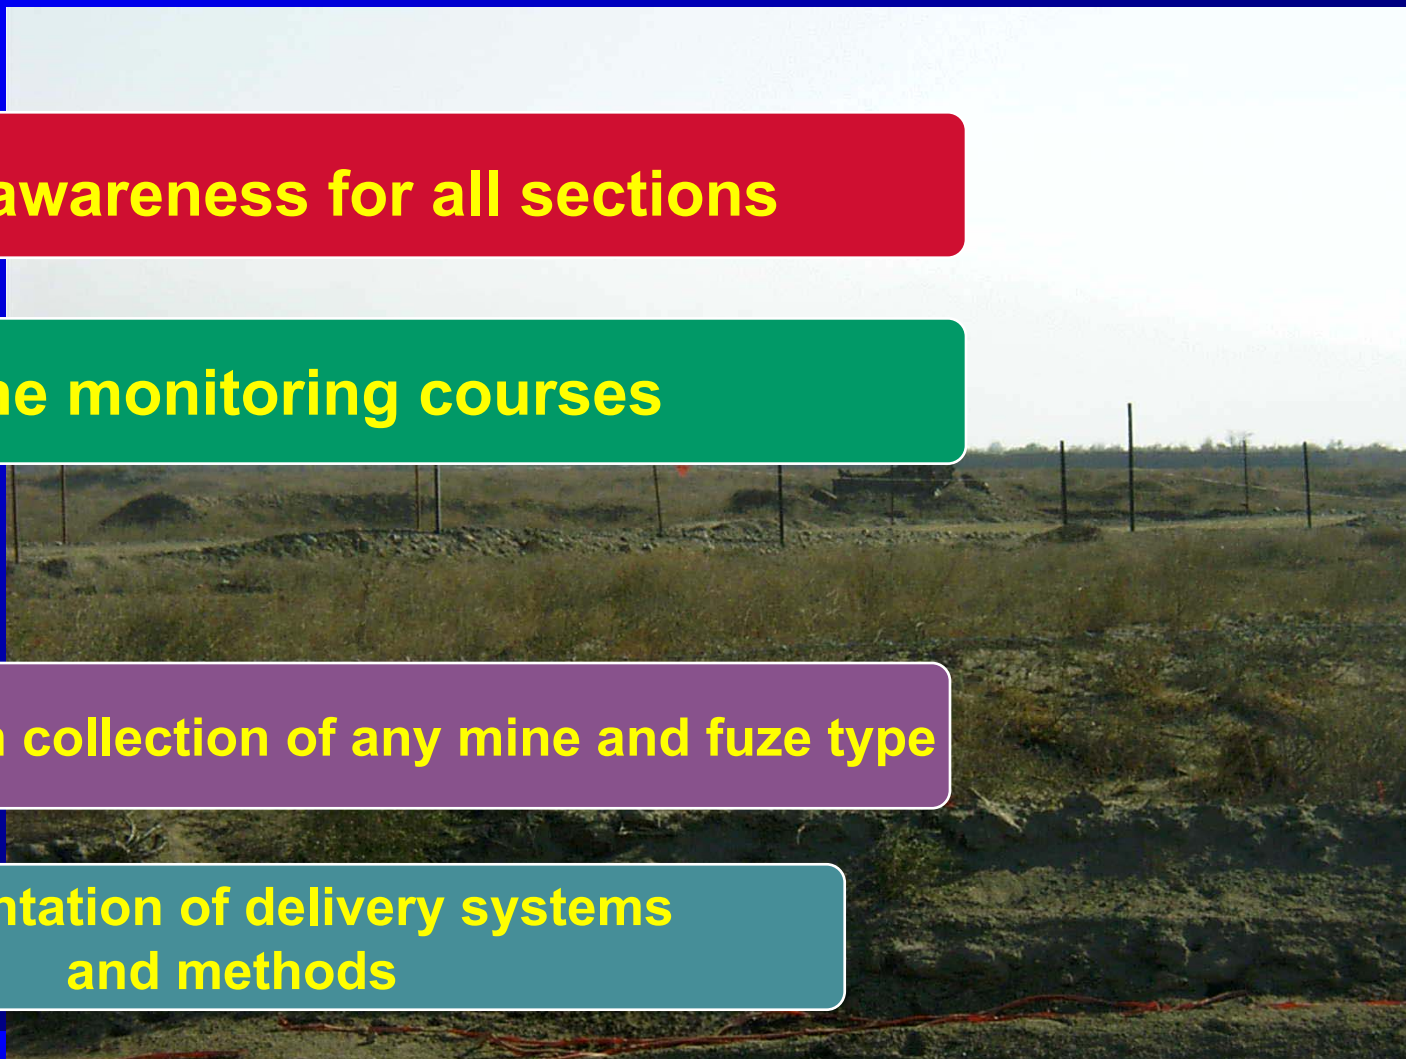 awareness for all sections
ne monitoring courses
collection of any mine and fuze type
ntation of delivery systems
and methods